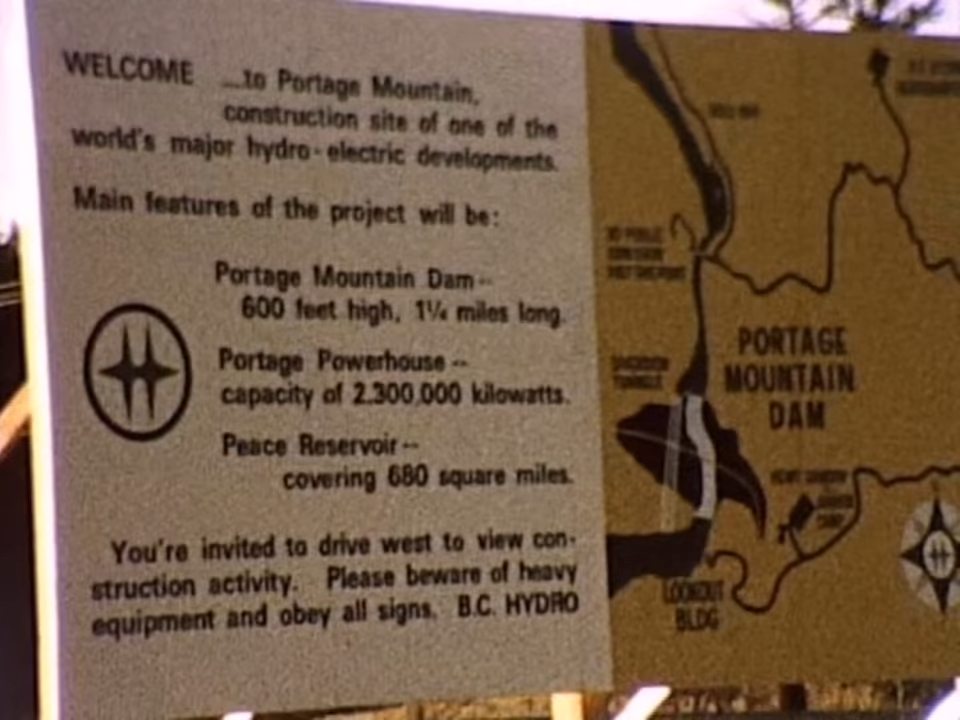 WELCOME ...to Portage Mountain,
construction site of one of the
world's major hydro-electric developments.
Main features of the project will be:
Portage Mountain Dam--
600 feet high, 1¼ miles long.
Portage Powerhouse--
capacity of 2,300,000 kilowatts.
Peace Reservoir--
covering 680 square miles.
You're invited to drive west to view con-
struction activity. Please beware of heavy
equipment and obey all signs. B.C. HYDRO
DIVERSION
TUNNELS
PORTAGE
MOUNTAIN
DAM
LOOKOUT
BLDG